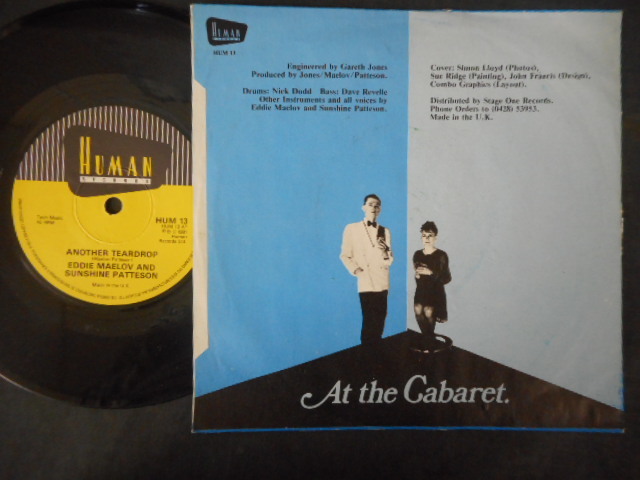 HUMAN
RECORDS
HUM 13
ANOTHER TEARDROP
EDDIE MAELOV AND
SUNSHINE PATTESON
HUMAN
HUM 13
Engineered by Gareth Jones
Produced by Jones/Maelov/Patteson.
Drums: Nick Dodd Bass: Dave Revelle
Other Instruments and all voices by
Eddie Maelov and Sunshine Patteson.
Cover: Simon Lloyd (Photos),
Sue Ridge (Painting), John Francis (Design),
Combo Graphics (Layout).
Distributed by Stage One Records.
Phone Orders to (0428) 53953.
Made in the U.K.
At the Cabaret.